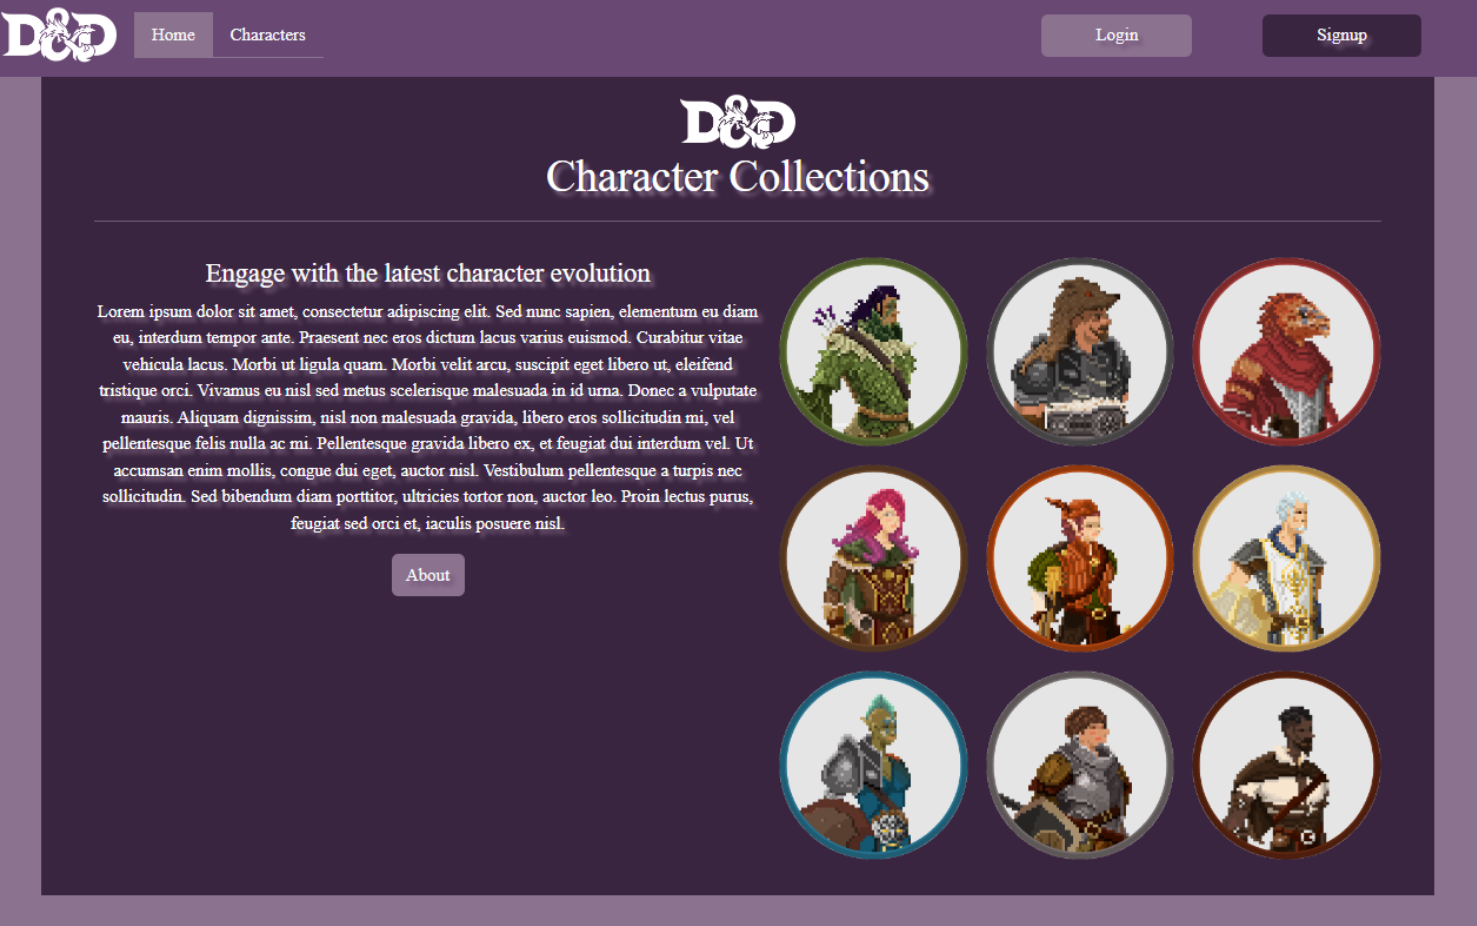 D&D
Home
Characters
Login
Signup
D&D
Character Collections
Engage with the latest character evolution
Lorem ipsum dolor sit amet, consectetur adipiscing elit. Sed nunc sapien, elementum eu diam
eu, interdum tempor ante. Praesent nec eros dictum lacus varius euismod. Curabitur vitae
vehicula lacus. Morbi ut ligula quam. Morbi velit arcu, suscipit eget libero ut, eleifend
tristique orci. Vivamus eu nisl sed metus scelerisque malesuada in id urna. Donec a vulputate
mauris. Aliquam dignissim, nisl non malesuada gravida, libero eros sollicitudin mi, vel
pellentesque felis nulla ac mi. Pellentesque gravida libero ex, et feugiat dui interdum vel. Ut
accumsan enim mollis, congue dui eget, auctor nisl. Vestibulum pellentesque a turpis nec
sollicitudin. Sed bibendum diam porttitor, ultricies tortor non, auctor leo. Proin lectus purus,
feugiat sed orci et, iaculis posuere nisl.
About